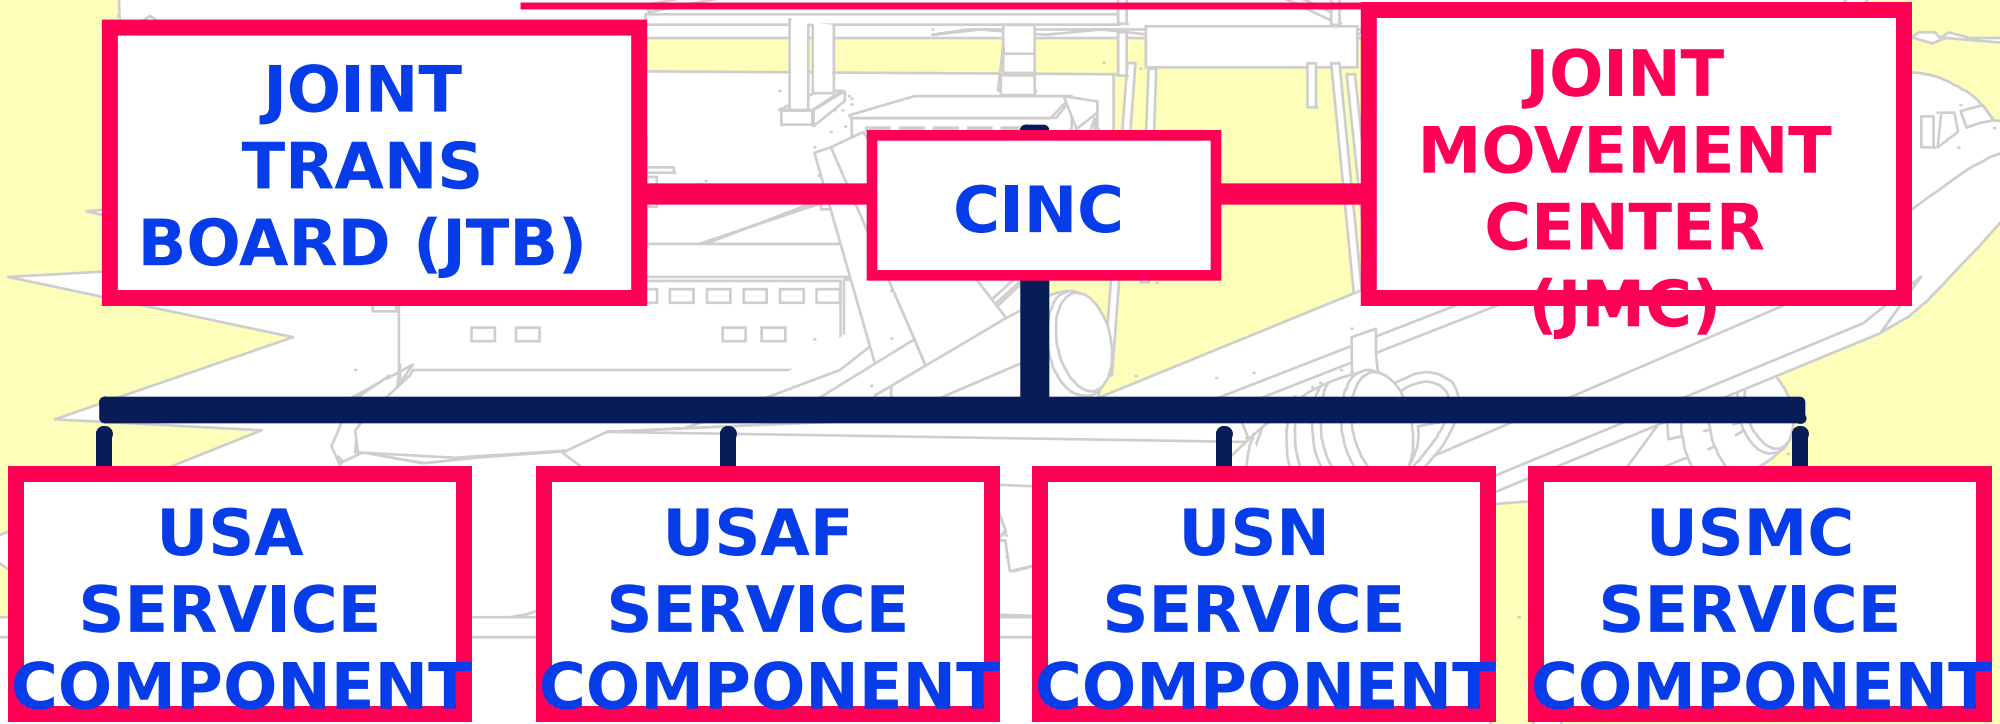 JOINT
TRANS
BOARD (JTB)
CINC
JOINT
MOVEMENT
CENTER
(JMC)
USA
SERVICE
COMPONENT
USAF
SERVICE
COMPONENT
USN
SERVICE
COMPONENT
USMC
SERVICE
COMPONENT